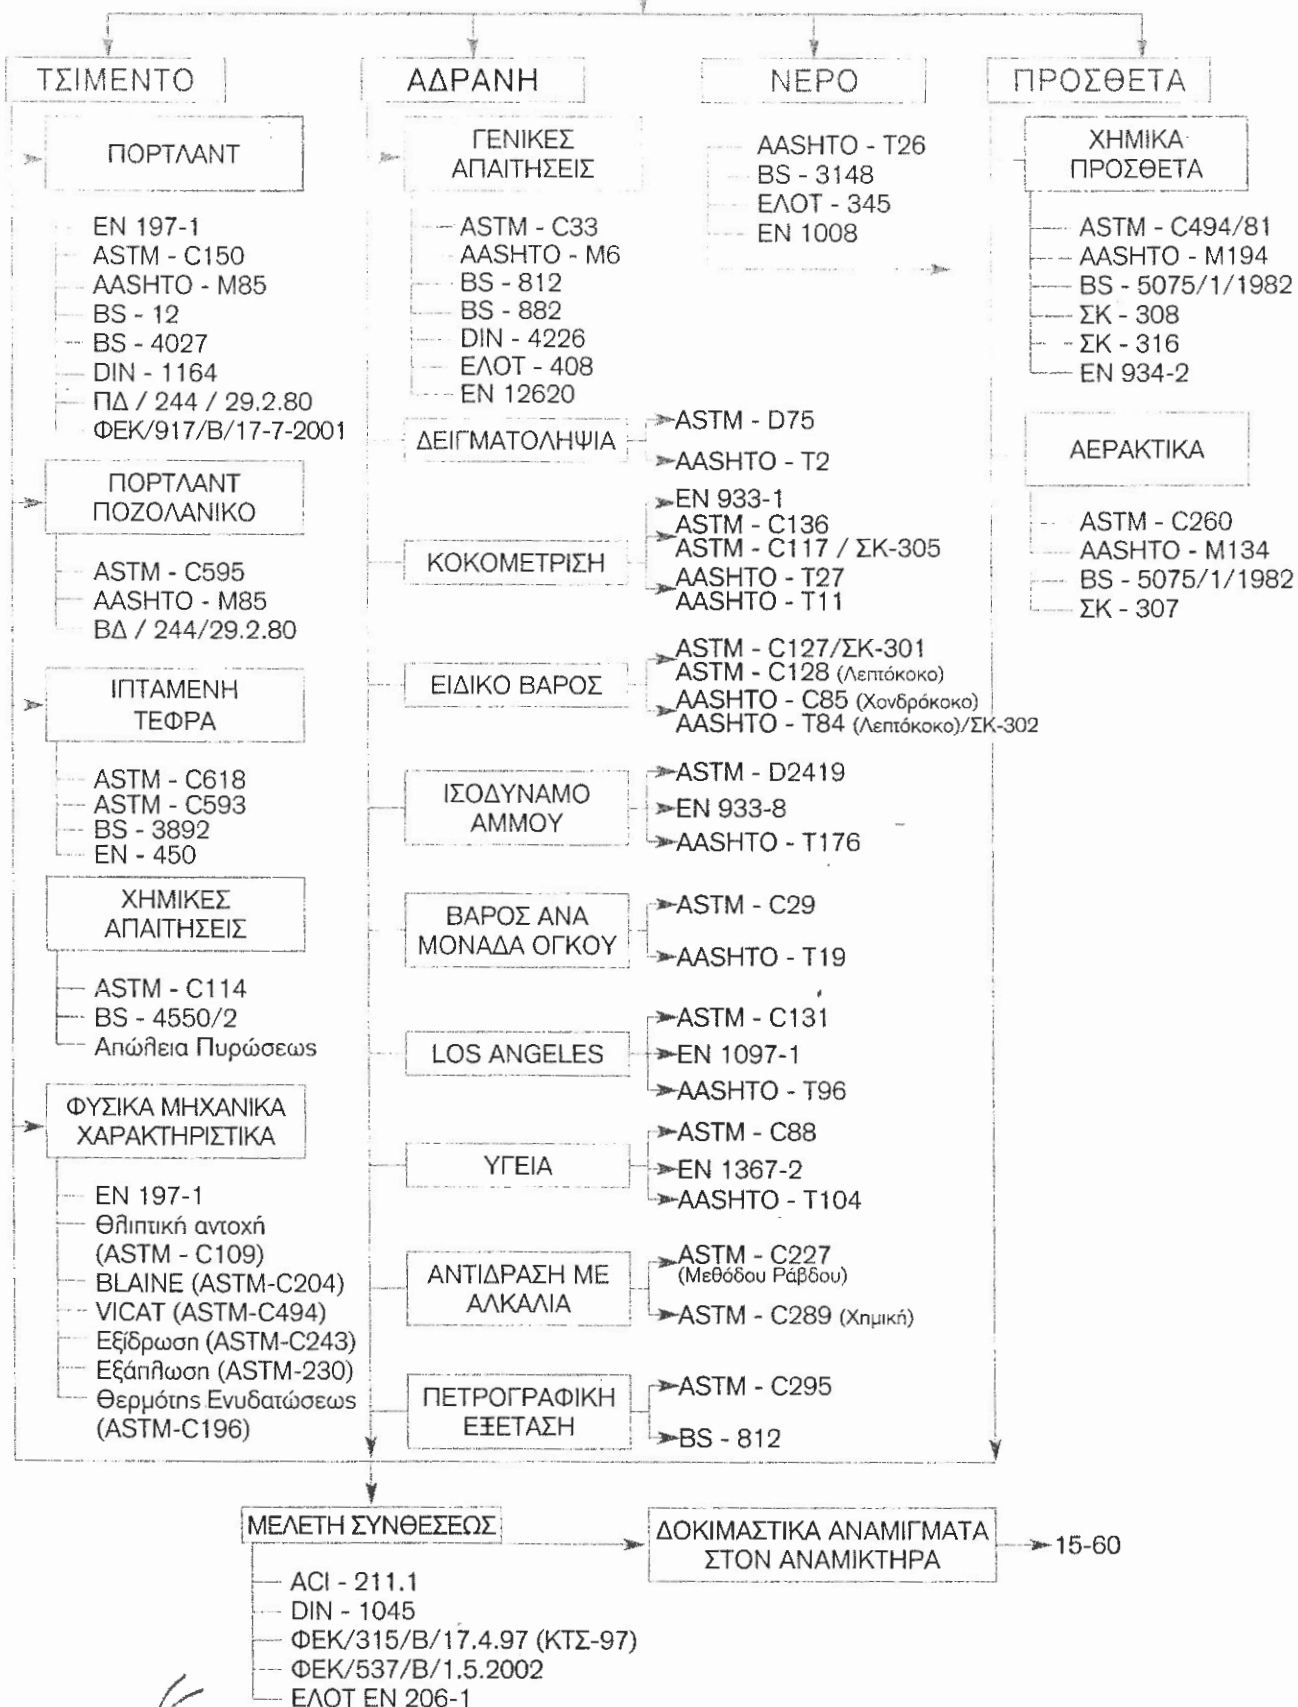 ΤΣΙΜΕΝΤΟ
ΠΟΡΤΛΑΝΤ
EN 197-1
ASTM - C150
AASHTO - M85
BS - 12
BS - 4027
DIN - 1164
ΠΔ / 244 / 29.2.80
ΦΕΚ/917/Β/17-7-2001
ΠΟΡΤΛΑΝΤ
ΠΟΖΟΛΑΝΙΚΟ
ASTM - C595
AASHTO - M85
ΒΔ / 244/29.2.80
ΙΠΤΑΜΕΝΗ
ΤΕΦΡΑ
ASTM - C618
ASTM - C593
BS - 3892
EN - 450
ΧΗΜΙΚΕΣ
ΑΠΑΙΤΗΣΕΙΣ
ASTM - C114
BS - 4550/2
Απώλεια Πυρώσεως
ΦΥΣΙΚΑ ΜΗΧΑΝΙΚΑ
ΧΑΡΑΚΤΗΡΙΣΤΙΚΑ
EN 197-1
Θλιπτική αντοχή
(ASTM - C109)
BLAINE (ASTM-C204)
VICAT (ASTM-C494)
Εξίδρωση (ASTM-C243)
Εξάπλωση (ASTM-230)
Θερμότης Ενυδατώσεως
(ASTM-C196)
ΑΔΡΑΝΗ
ΓΕΝΙΚΕΣ
ΑΠΑΙΤΗΣΕΙΣ
ASTM - C33
AASHTO - M6
BS - 812
BS - 882
DIN - 4226
ΕΛΟΤ - 408
EN 12620
ΔΕΙΓΜΑΤΟΛΗΨΙΑ
ASTM - D75
AASHTO - T2
ΚΟΚΟΜΕΤΡΙΣΗ
EN 933-1
ASTM - C136
ASTM - C117 / ΣΚ-305
AASHTO - T27
AASHTO - T11
ΕΙΔΙΚΟ ΒΑΡΟΣ
ASTM - C127/ΣΚ-301
ASTM - C128 (Λεπτόκοκο)
AASHTO - C85 (Χονδρόκοκο)
AASHTO - T84 (Λεπτόκοκο)/ΣΚ-302
ΙΣΟΔΥΝΑΜΟ
ΑΜΜΟΥ
ASTM - D2419
EN 933-8
AASHTO - T176
ΒΑΡΟΣ ΑΝΑ
ΜΟΝΑΔΑ ΟΓΚΟΥ
ASTM - C29
AASHTO - T19
LOS ANGELES
ASTM - C131
EN 1097-1
AASHTO - T96
ΥΓΕΙΑ
ASTM - C88
EN 1367-2
AASHTO - T104
ΑΝΤΙΔΡΑΣΗ ΜΕ
ΑΛΚΑΛΙΑ
ASTM - C227
(Μεθόδου Ράβδου)
ASTM - C289 (Χημική)
ΠΕΤΡΟΓΡΑΦΙΚΗ
ΕΞΕΤΑΣΗ
ASTM - C295
BS - 812
ΝΕΡΟ
AASHTO - T26
BS - 3148
ΕΛΟΤ - 345
EN 1008
ΠΡΟΣΘΕΤΑ
ΧΗΜΙΚΑ
ΠΡΟΣΘΕΤΑ
ASTM - C494/81
AASHTO - M194
BS - 5075/1/1982
ΣΚ - 308
ΣΚ - 316
EN 934-2
ΑΕΡΑΚΤΙΚΑ
ASTM - C260
AASHTO - M134
BS - 5075/1/1982
ΣΚ - 307
ΜΕΛΕΤΗ ΣΥΝΘΕΣΕΩΣ
ACI - 211.1
DIN - 1045
ΦΕΚ/315/Β/17.4.97 (ΚΤΣ-97)
ΦΕΚ/537/Β/1.5.2002
ΕΛΟΤ EN 206-1
ΔΟΚΙΜΑΣΤΙΚΑ ΑΝΑΜΙΓΜΑΤΑ
ΣΤΟΝ ΑΝΑΜΙΚΤΗΡΑ
15-60